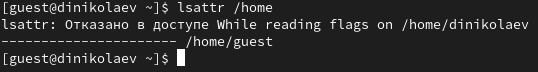 [guest@dinikolaev ~]$ lsattr /home
lsattr: Отказано в доступе While reading flags on /home/dinikolaev
---------------------- /home/guest
[guest@dinikolaev ~]$